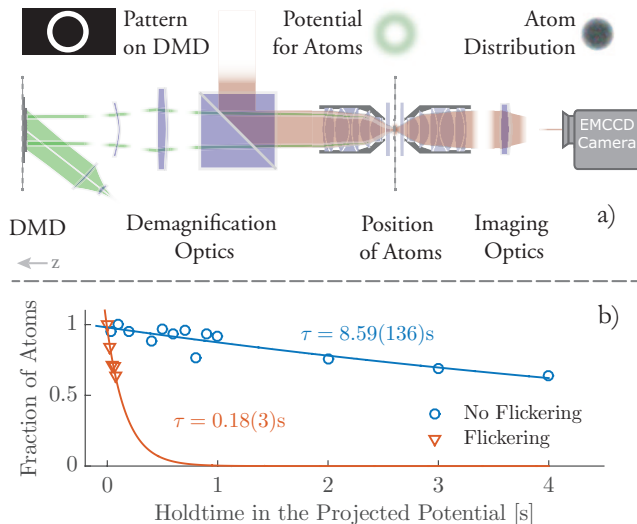 Pattern
on DMD
Potential
for Atoms
Atom
Distribution
EMCCD
Camera
DMD
Demagnification
Optics
Position
of Atoms
Imaging
Optics
a)
z
b)
Fraction of Atoms
1
0.5
0
τ = 8.59(136)s
τ = 0.18(3)s
No Flickering
Flickering
0 1 2 3 4
Holdtime in the Projected Potential [s]